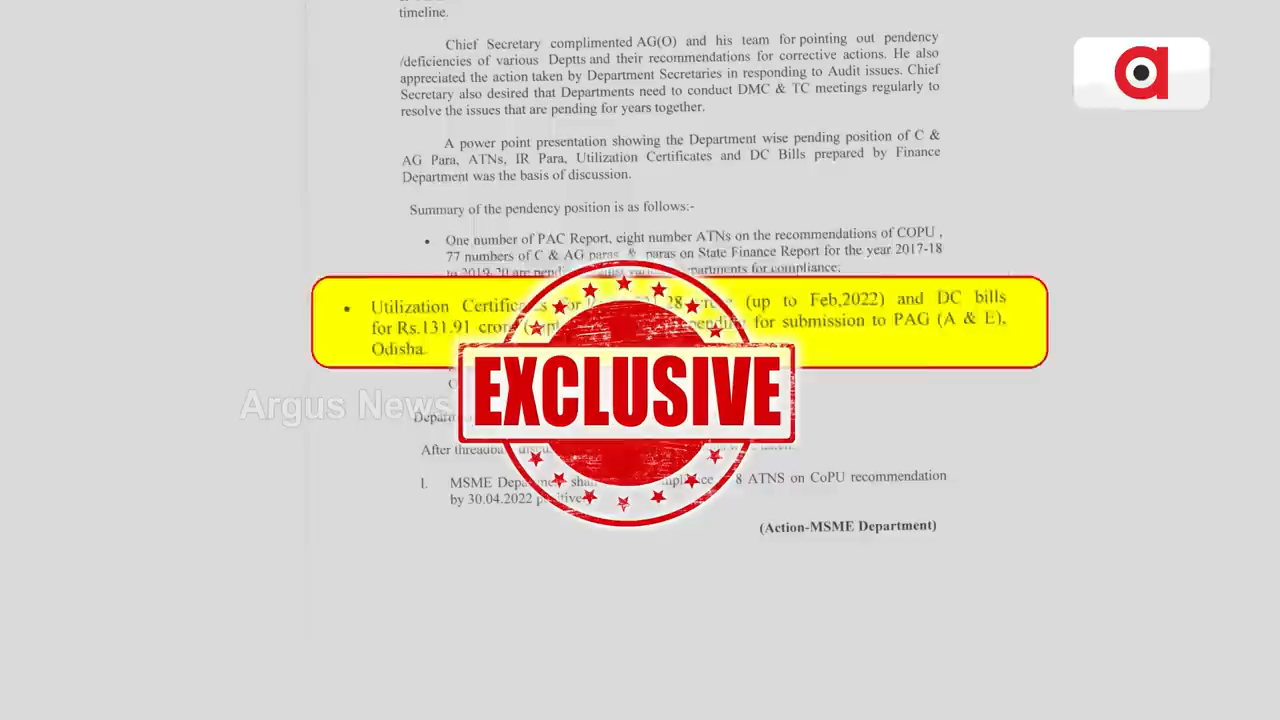 timeline.
Chief Secretary complimented AG(O) and his team for pointing out pendency
/deficiencies of various Deptts and their recommendations for corrective actions. He also
appreciated the action taken by Department Secretaries in responding to Audit issues. Chief
Secretary also desired that Departments need to conduct DMC & TC meetings regularly to
resolve the issues that are pending for years together.
A power point presentation showing the Department wise pending position of C &
AG Para, ATNs, IR Para, Utilization Certificates and DC Bills prepared by Finance
Department was the basis of discussion.
Summary of the pendency position is as follows:-
• One number of PAC Report, eight number ATNs on the recommendations of COPU ,
77 numbers of C & AG paras & paras on State Finance Report for the year 2017-18
to 2019-20 are for compliance;
• Utilization (up to Feb,2022) and DC bills
for Rs.131.91 for submission to PAG (A & E),
Odisha
EXCLUSIVE
Argus News
After
I. MSME 8 ATNS on CoPU recommendation
by 30.04.2022
(Action-MSME Department)
a